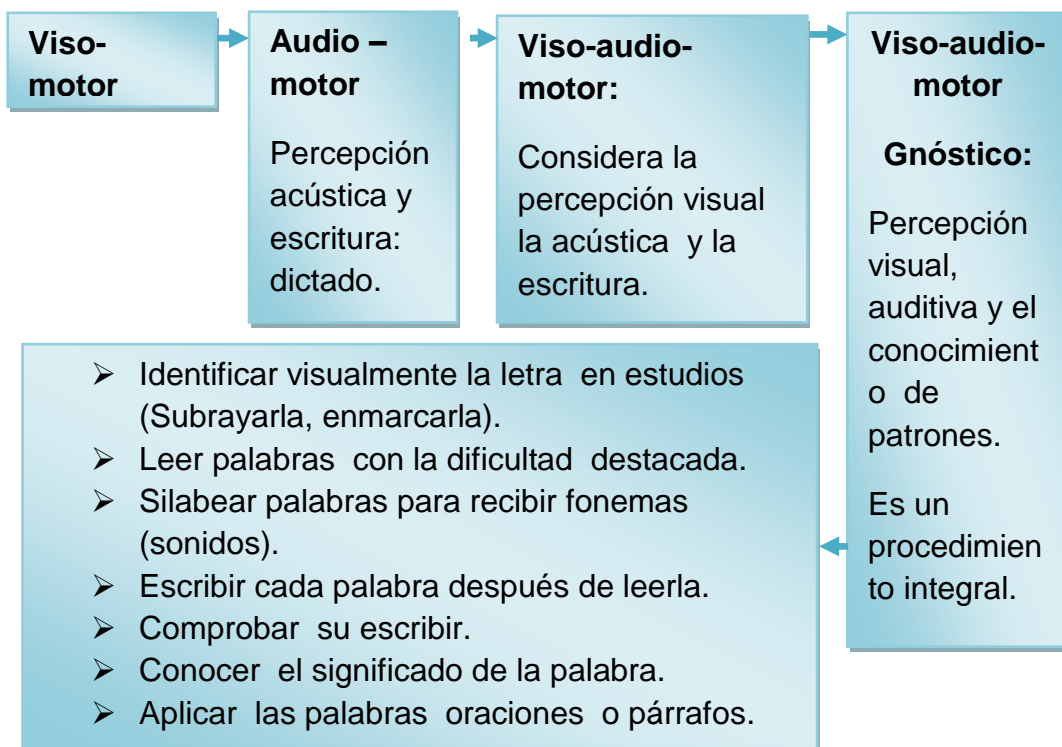 Viso-
motor
Audio –
motor
Percepción
acústica y
escritura:
dictado.
Viso-audio-
motor:
Considera la
percepción visual
la acústica y la
escritura.
Viso-audio-
motor
Gnóstico:
Percepción
visual,
auditiva y el
conocimient
o de
patrones.
Es un
procedimien
to integral.
➢ Identificar visualmente la letra en estudios
(Subrayarla, enmarcarla).
➢ Leer palabras con la dificultad destacada.
➢ Silabear palabras para recibir fonemas
(sonidos).
➢ Escribir cada palabra después de leerla.
➢ Comprobar su escribir.
➢ Conocer el significado de la palabra.
➢ Aplicar las palabras oraciones o párrafos.